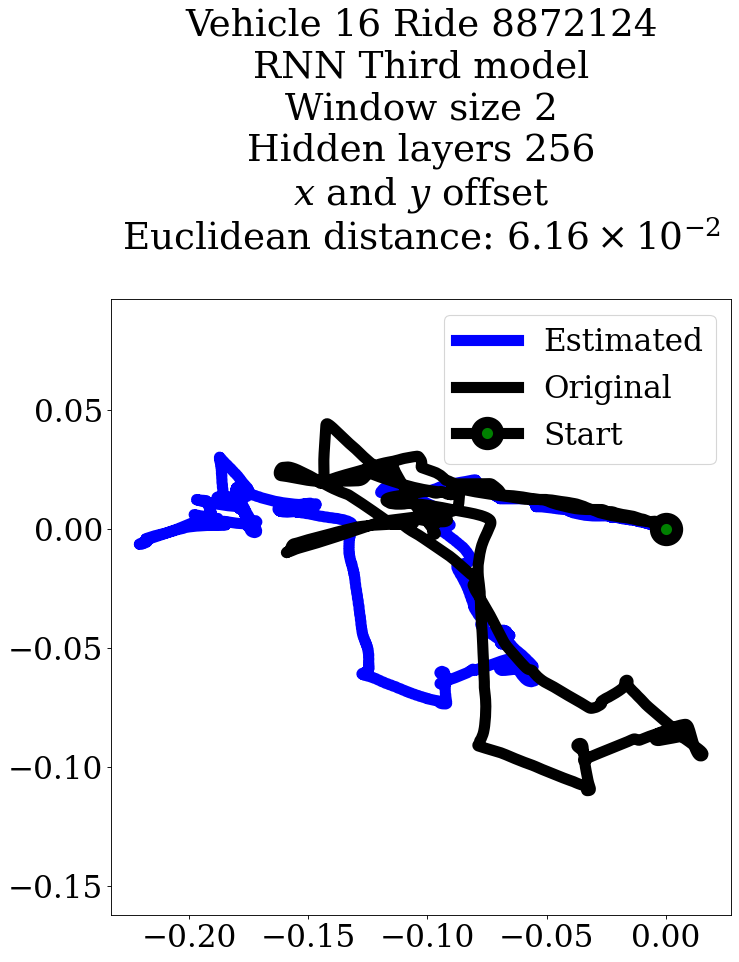 Vehicle 16 Ride 8872124
RNN Third model
Window size 2
Hidden layers 256
x and y offset
Euclidean distance: 6.16 × 10⁻²
Estimated
Original
Start
0.05
0.00
−0.05
−0.10
−0.15
−0.20 −0.15 −0.10 −0.05 0.00